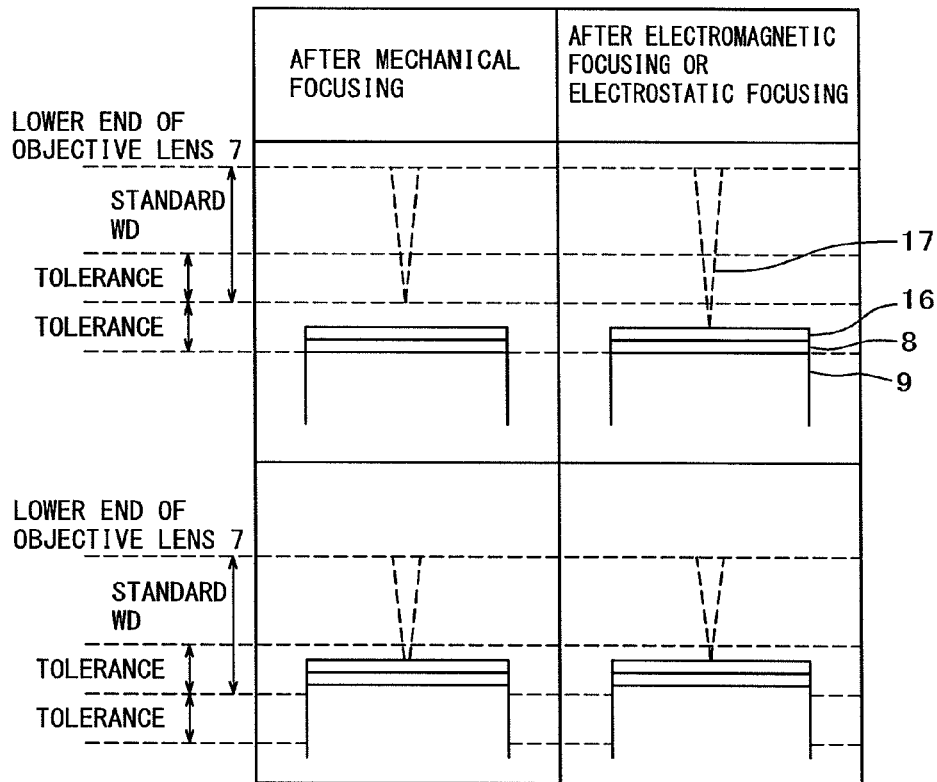 AFTER MECHANICAL
FOCUSING
AFTER ELECTROMAGNETIC
FOCUSING OR
ELECTROSTATIC FOCUSING
LOWER END OF
OBJECTIVE LENS 7
STANDARD
WD
TOLERANCE
TOLERANCE
17
16
8
9
LOWER END OF
OBJECTIVE LENS 7
STANDARD
WD
TOLERANCE
TOLERANCE